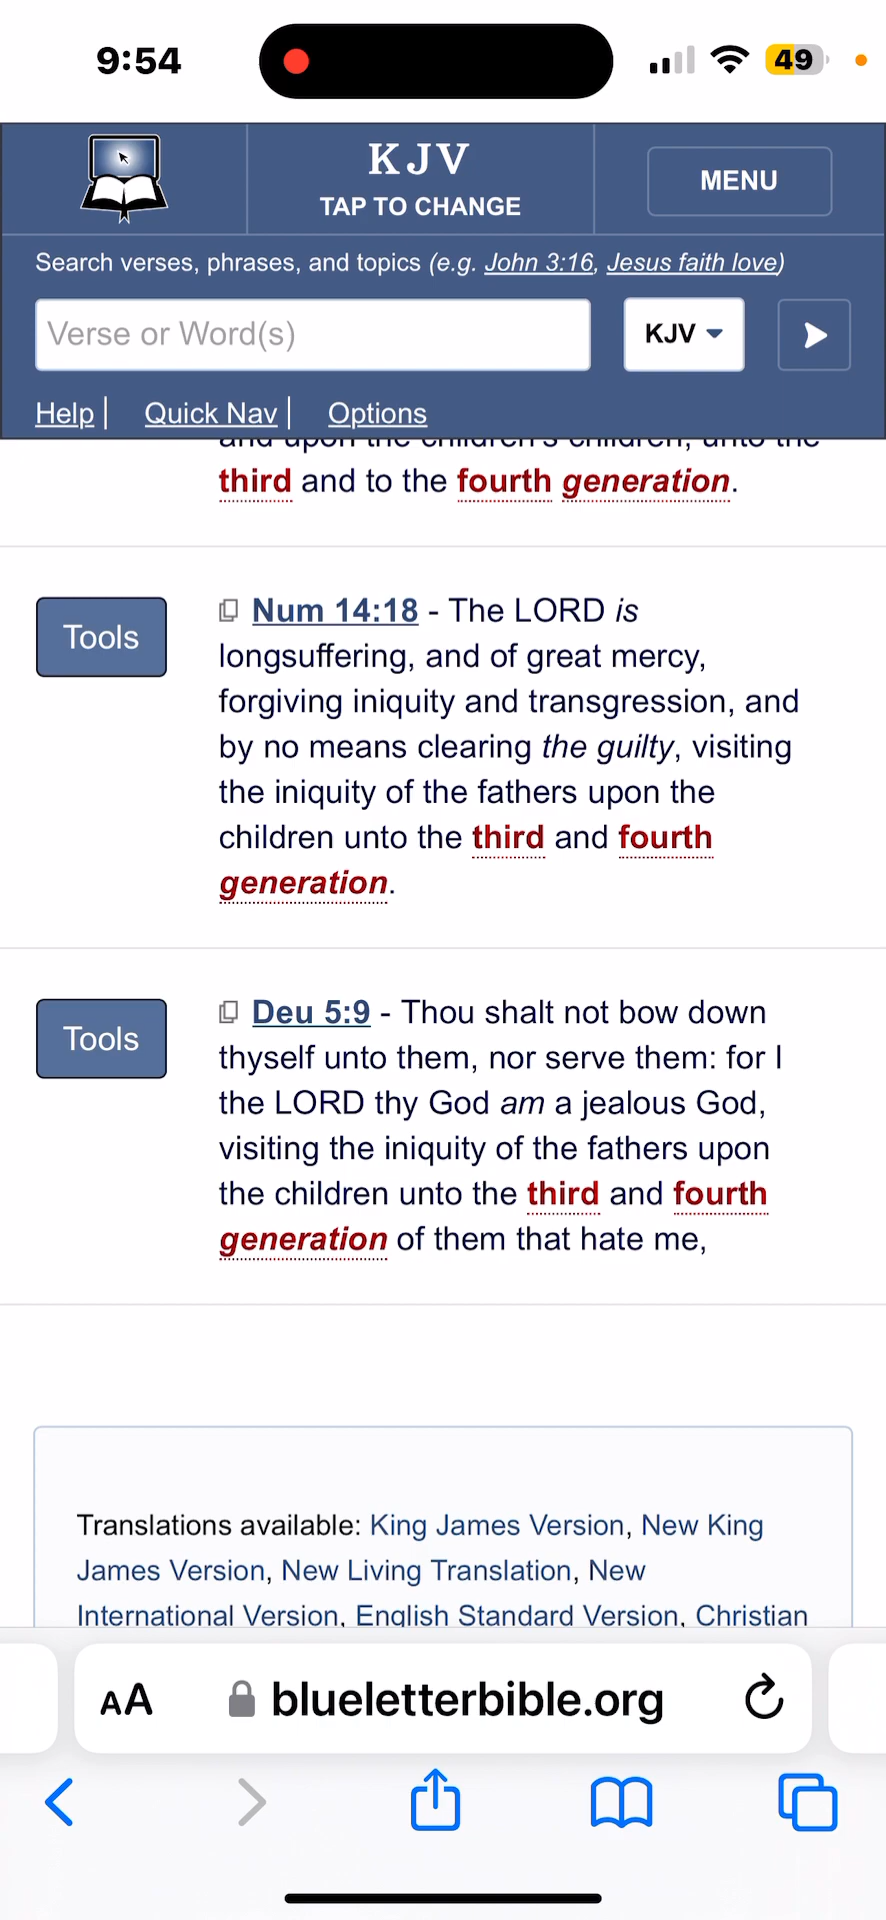 9:54
49
KJV
TAP TO CHANGE
MENU
Search verses, phrases, and topics (e.g. John 3:16, Jesus faith love)
Verse or Word(s)
KJV
Help |
Quick Nav |
Options
and upon the children's children, unto the
third and to the fourth generation.
Tools
Num 14:18 - The LORD is
longsuffering, and of great mercy,
forgiving iniquity and transgression, and
by no means clearing the guilty, visiting
the iniquity of the fathers upon the
children unto the third and fourth
generation.
Tools
Deu 5:9 - Thou shalt not bow down
thyself unto them, nor serve them: for I
the LORD thy God am a jealous God,
visiting the iniquity of the fathers upon
the children unto the third and fourth
generation of them that hate me,
Translations available: King James Version, New King
James Version, New Living Translation, New
International Version, English Standard Version, Christian
AA
blueletterbible.org